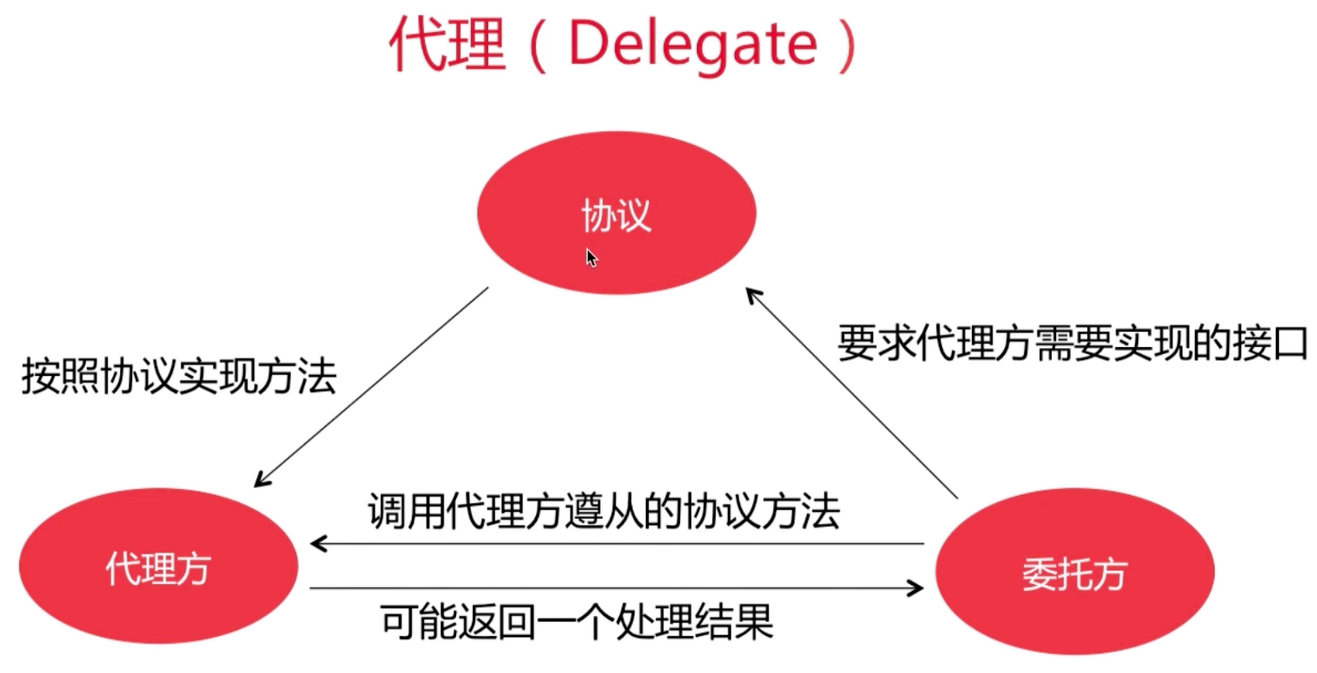 代理（Delegate）
协议
要求代理方需要实现的接口
按照协议实现方法
调用代理方遵从的协议方法
代理方
委托方
可能返回一个处理结果